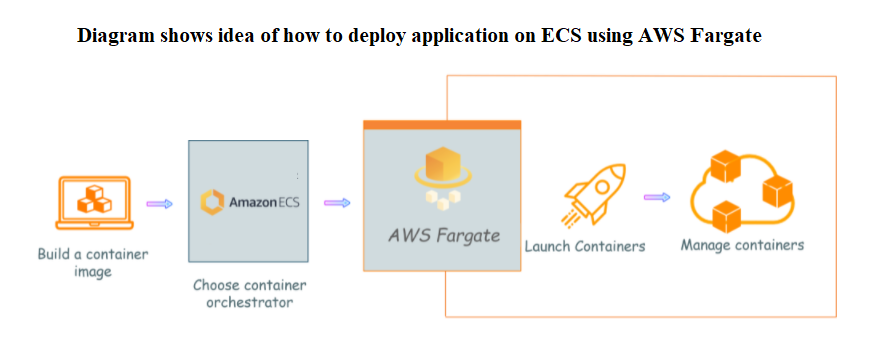 Diagram shows idea of how to deploy application on ECS using AWS Fargate
Amazon ECS
AWS Fargate
Build a container
image
Choose container
orchestrator
Launch Containers
Manage containers